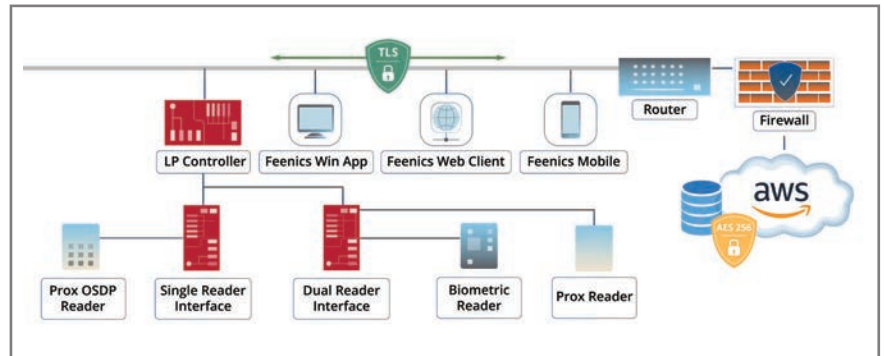 TLS
Router
Firewall
LP Controller
Feenics Win App
Feenics Web Client
Feenics Mobile
aws
AES 256
Prox OSDP
Reader
Single Reader
Interface
Dual Reader
Interface
Biometric
Reader
Prox Reader